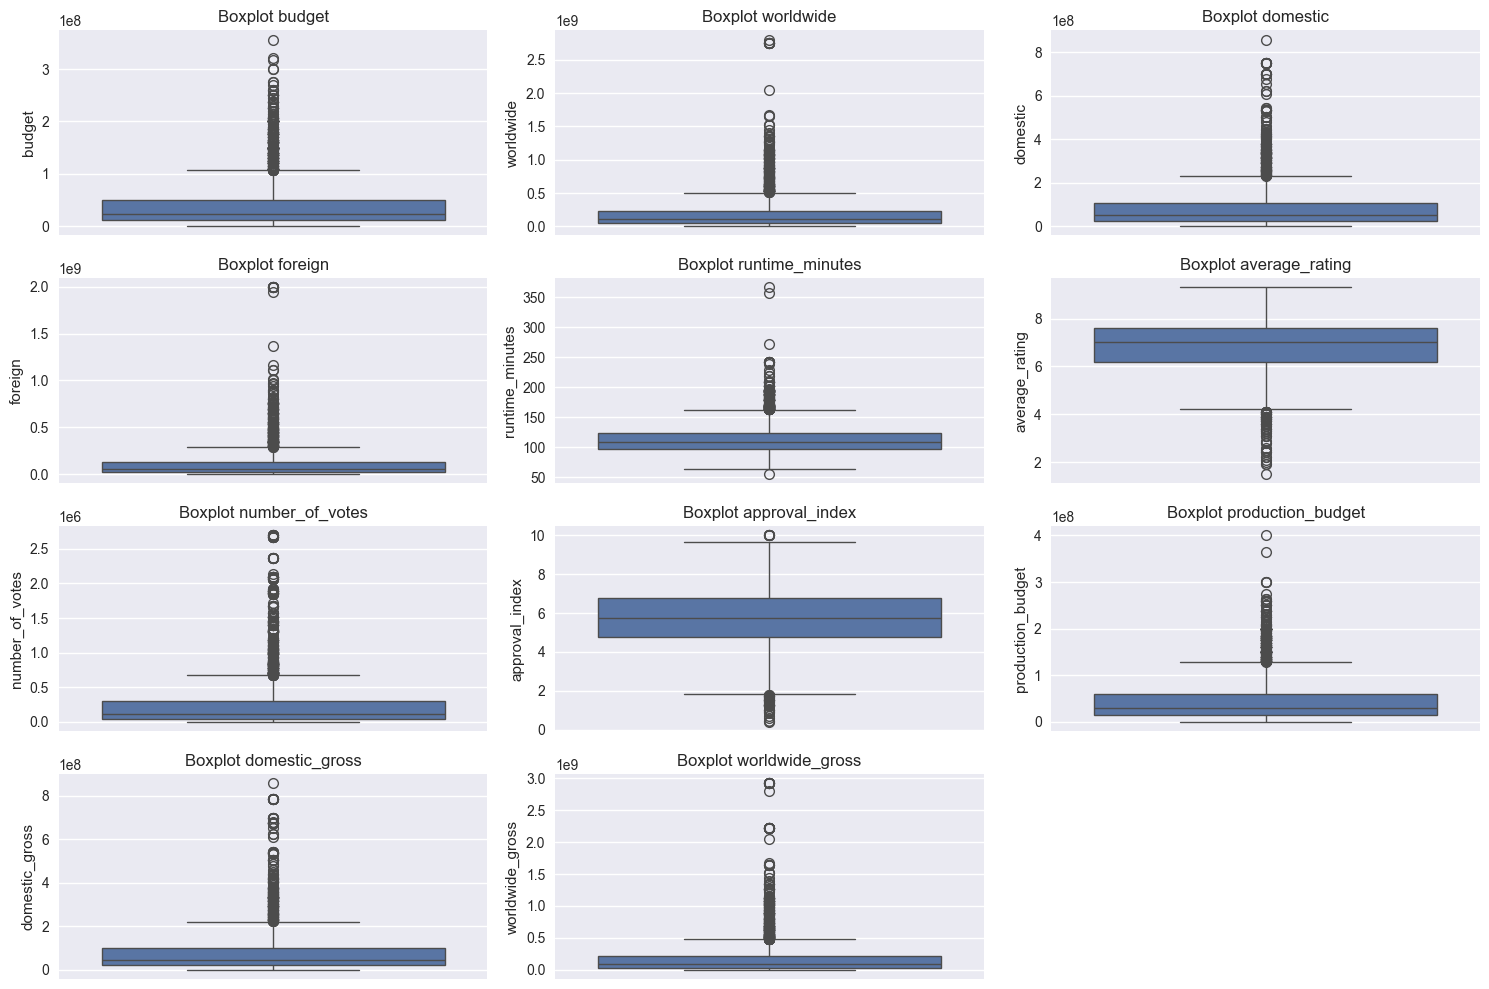 Boxplot budget
1e8
3
2
1
0
budget
Boxplot worldwide
1e9
2.5
2.0
1.5
1.0
0.5
0.0
worldwide
Boxplot domestic
1e8
8
6
4
2
0
domestic
Boxplot foreign
1e9
2.0
1.5
1.0
0.5
0.0
foreign
Boxplot runtime_minutes
350
300
250
200
150
100
50
runtime_minutes
Boxplot average_rating
8
6
4
2
average_rating
Boxplot number_of_votes
1e6
2.5
2.0
1.5
1.0
0.5
0.0
number_of_votes
Boxplot approval_index
10
8
6
4
2
0
approval_index
Boxplot production_budget
1e8
4
3
2
1
0
production_budget
Boxplot domestic_gross
1e8
8
6
4
2
0
domestic_gross
Boxplot worldwide_gross
1e9
3.0
2.5
2.0
1.5
1.0
0.5
0.0
worldwide_gross